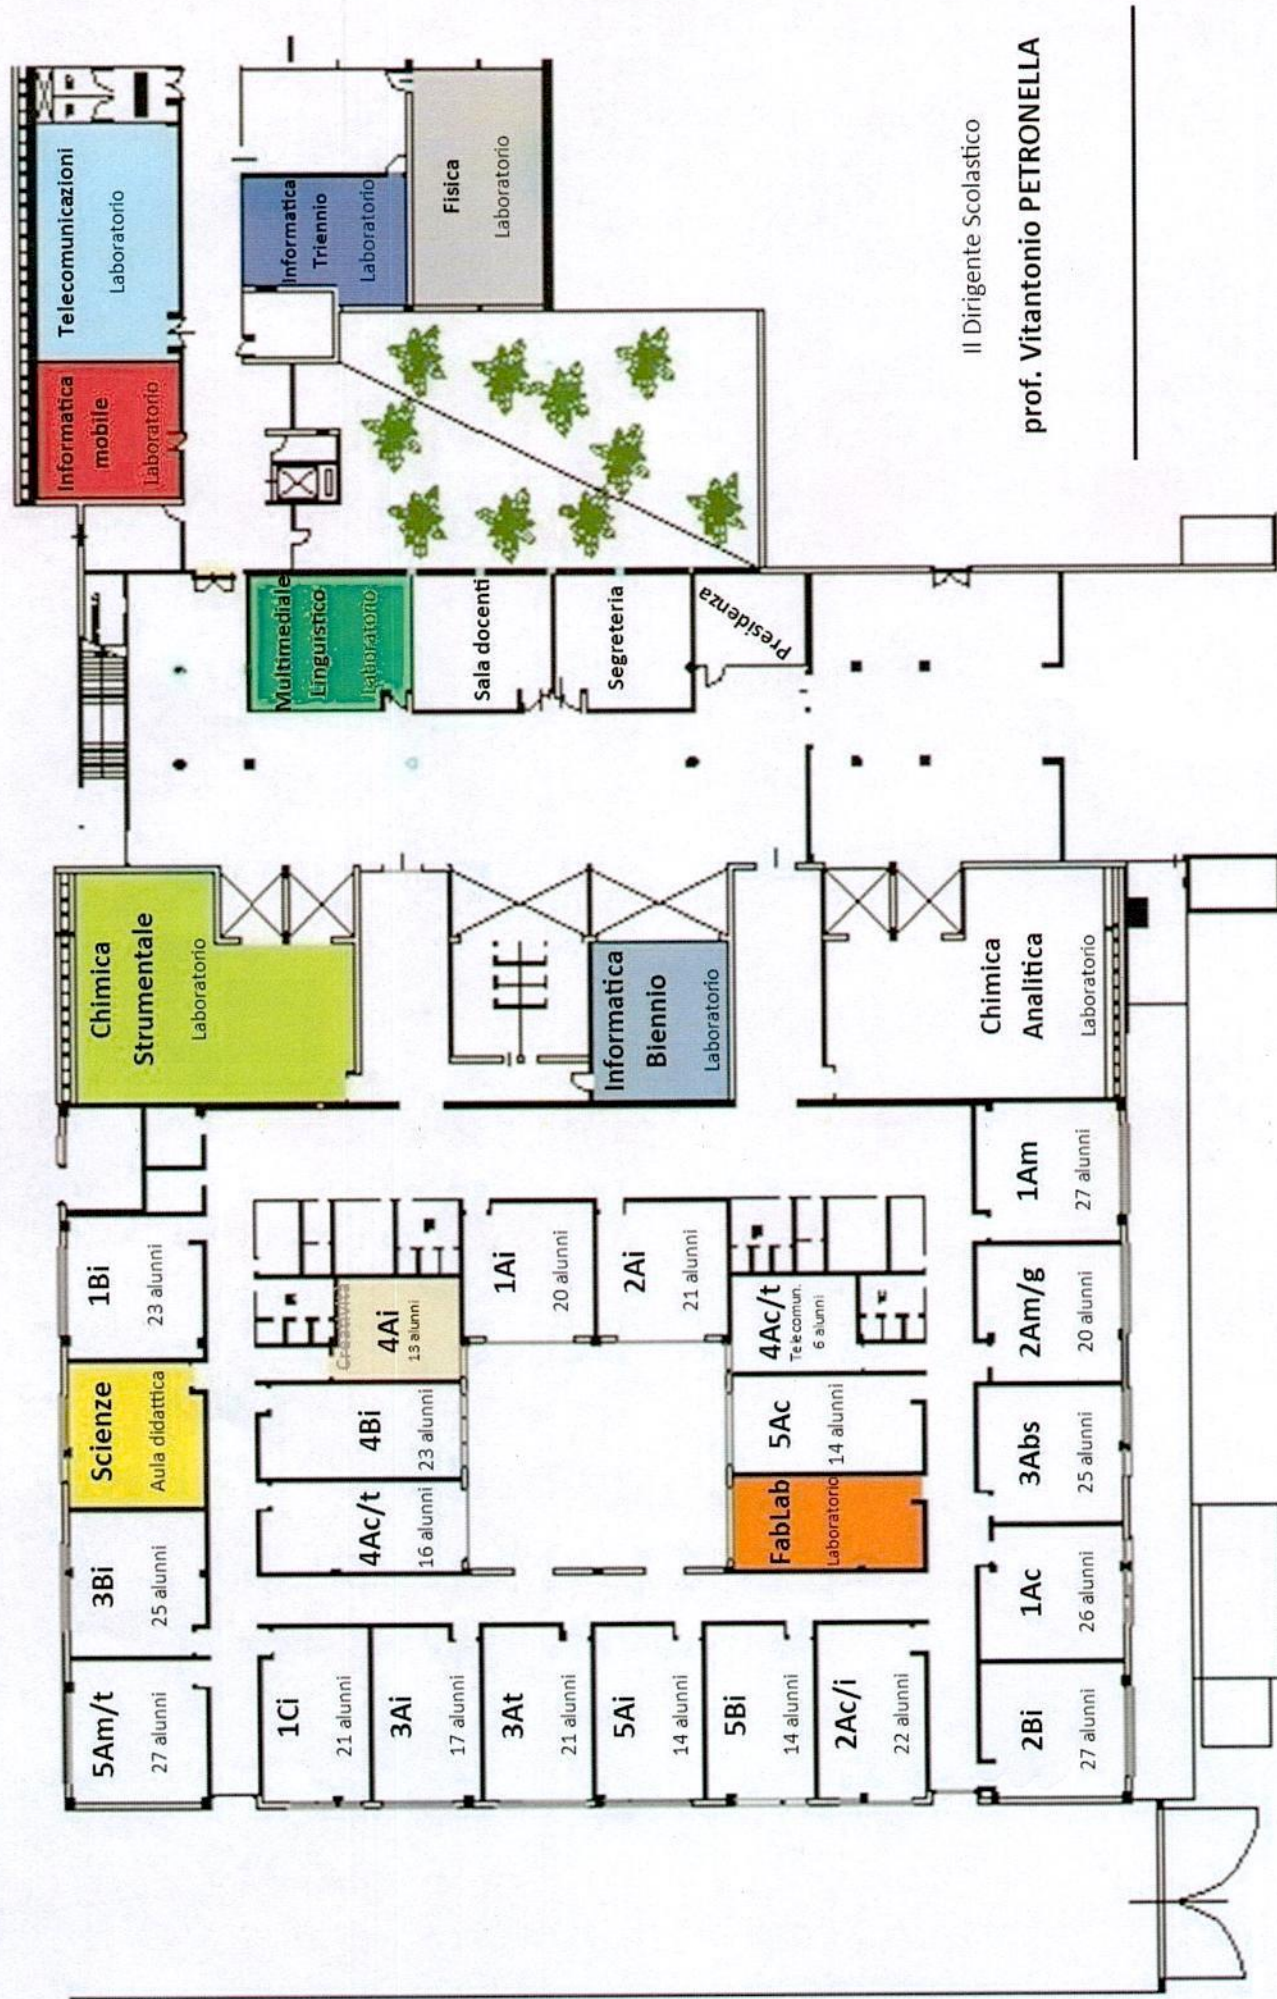 5Am/t
27 alunni
3Bi
25 alunni
Scienze
Aula didattica
1Bi
23 alunni
Chimica
Strumentale
Laboratorio
Informatica
mobile
Laboratorio
Telecomunicazioni
Laboratorio
1Ci
21 alunni
3Ai
17 alunni
3At
21 alunni
5Ai
14 alunni
5Bi
14 alunni
2Ac/i
22 alunni
4Ac/t
16 alunni
4Bi
23 alunni
Creatività
4Ai
13 alunni
1Ai
20 alunni
2Ai
21 alunni
FabLab
Laboratorio
5Ac
14 alunni
4Ac/t
Telecomun.
6 alunni
Informatica
Biennio
Laboratorio
Multimediale
Linguistico
Laboratorio
Sala docenti
Segreteria
Presidenza
Informatica
Triennio
Laboratorio
Fisica
Laboratorio
2Bi
27 alunni
1Ac
26 alunni
3Abs
25 alunni
2Am/g
20 alunni
1Am
27 alunni
Chimica
Analitica
Laboratorio
Il Dirigente Scolastico
prof. Vitantonio PETRONELLA